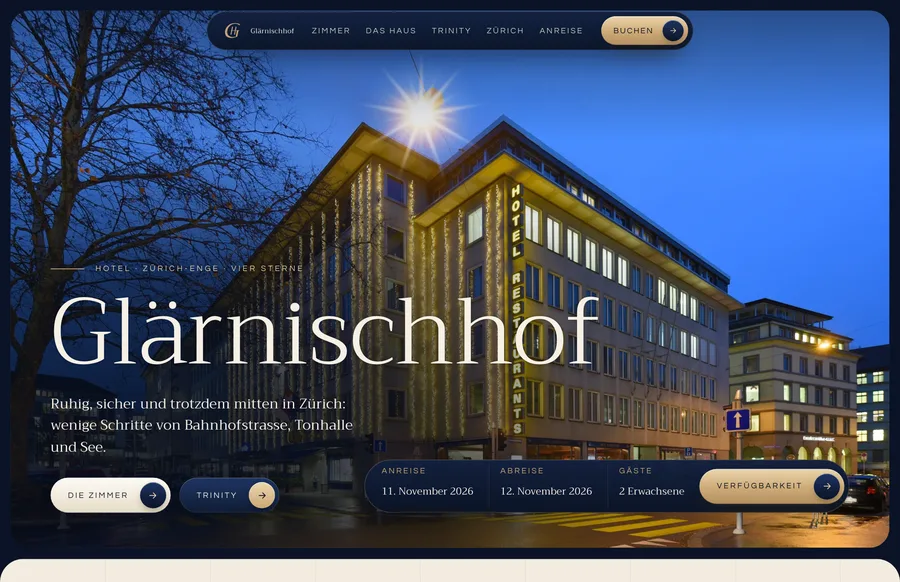 Glärnischhof
ZIMMER
DAS HAUS
TRINITY
ZÜRICH
ANREISE
BUCHEN
HOTEL RESTAURANTS
HOTEL · ZÜRICH-ENGE · VIER STERNE
Glärnischhof
Ruhig, sicher und trotzdem mitten in Zürich:
wenige Schritte von Bahnhofstrasse, Tonhalle
und See.
DIE ZIMMER
TRINITY
ANREISE
11. November 2026
ABREISE
12. November 2026
GÄSTE
2 Erwachsene
VERFÜGBARKEIT